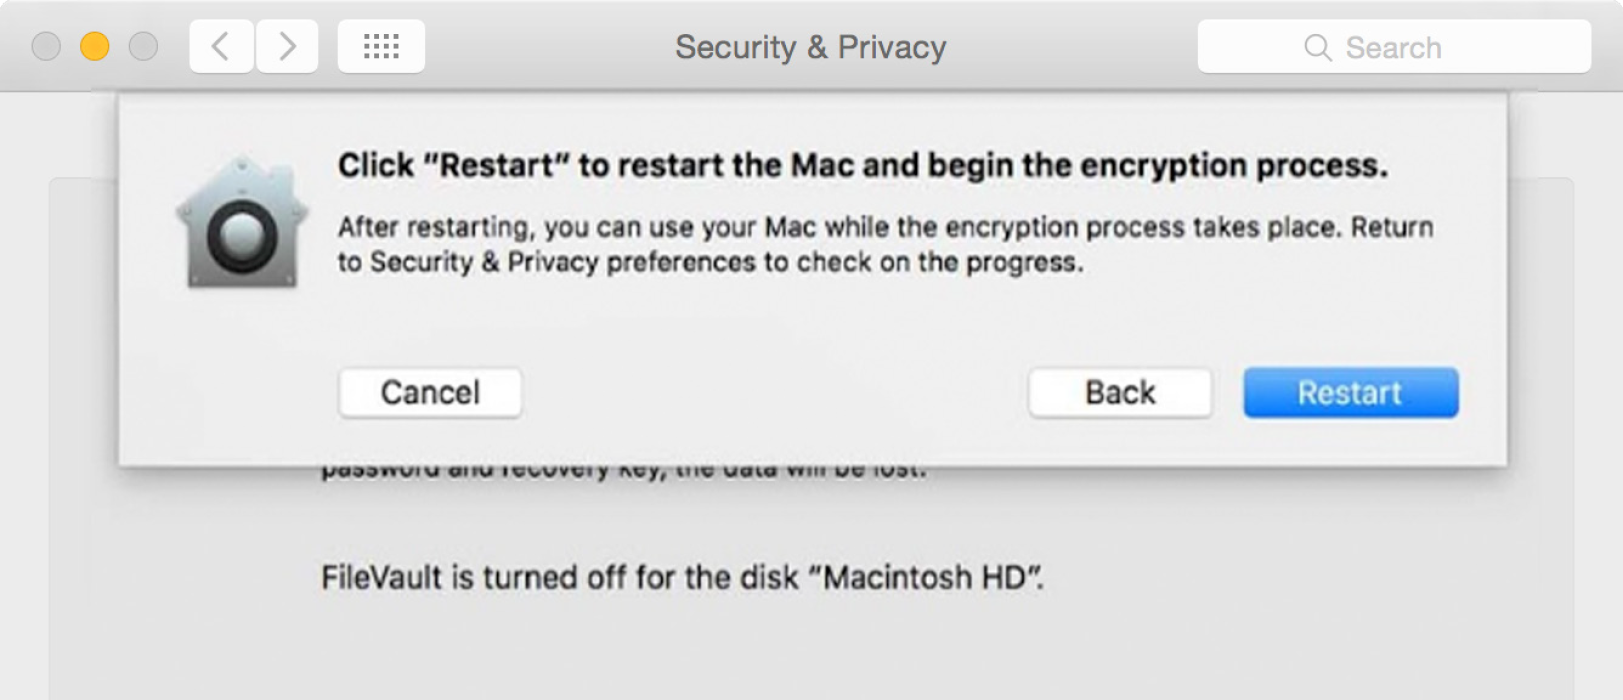 Security & Privacy
Search
Click “Restart” to restart the Mac and begin the encryption process.
After restarting, you can use your Mac while the encryption process takes place. Return
to Security & Privacy preferences to check on the progress.
Cancel
Back
Restart
password and recovery key, the data will be lost.
FileVault is turned off for the disk “Macintosh HD”.